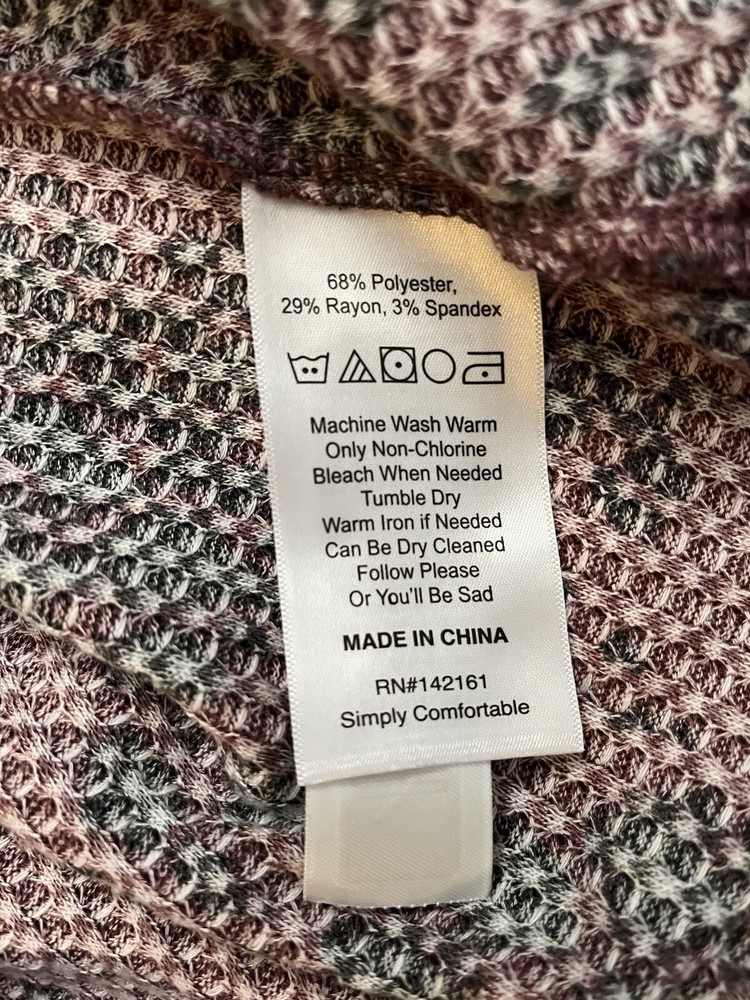 68% Polyester,
29% Rayon, 3% Spandex
Machine Wash Warm
Only Non-Chlorine
Bleach When Needed
Tumble Dry
Warm Iron if Needed
Can Be Dry Cleaned
Follow Please
Or You'll Be Sad
MADE IN CHINA
RN#142161
Simply Comfortable